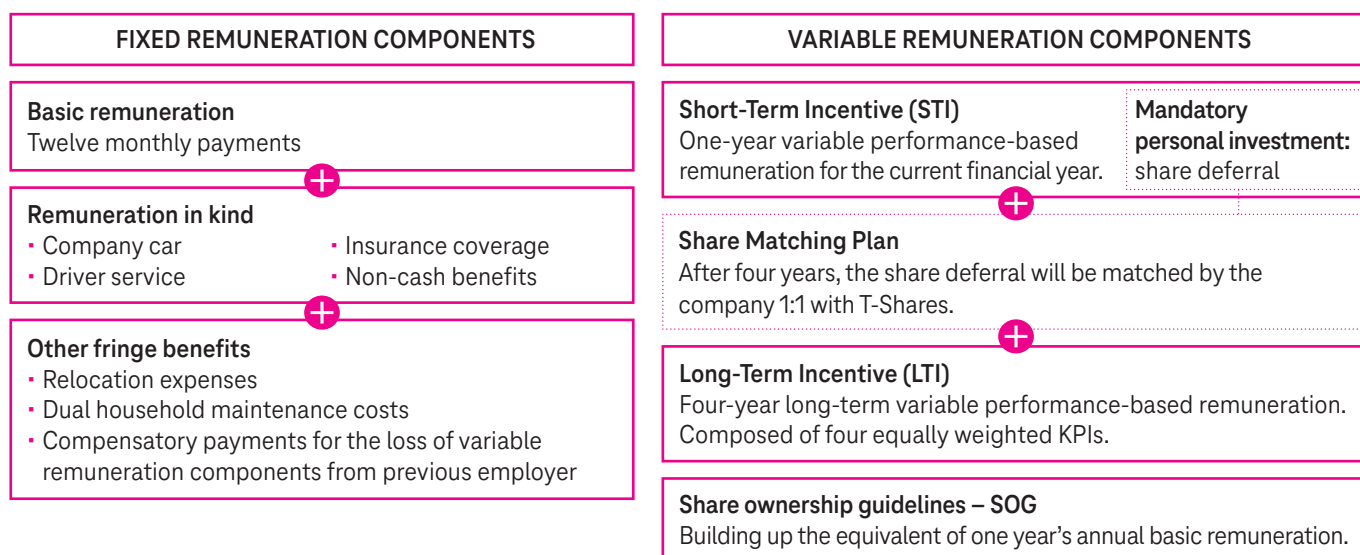 FIXED REMUNERATION COMPONENTS
Basic remuneration
Twelve monthly payments
Remuneration in kind
· Company car
· Driver service
· Insurance coverage
· Non-cash benefits
Other fringe benefits
· Relocation expenses
· Dual household maintenance costs
· Compensatory payments for the loss of variable
remuneration components from previous employer
VARIABLE REMUNERATION COMPONENTS
Short-Term Incentive (STI)
One-year variable performance-based
remuneration for the current financial year.
Mandatory
personal investment:
share deferral
Share Matching Plan
After four years, the share deferral will be matched by the
company 1:1 with T-Shares.
Long-Term Incentive (LTI)
Four-year long-term variable performance-based remuneration.
Composed of four equally weighted KPIs.
Share ownership guidelines – SOG
Building up the equivalent of one year’s annual basic remuneration.